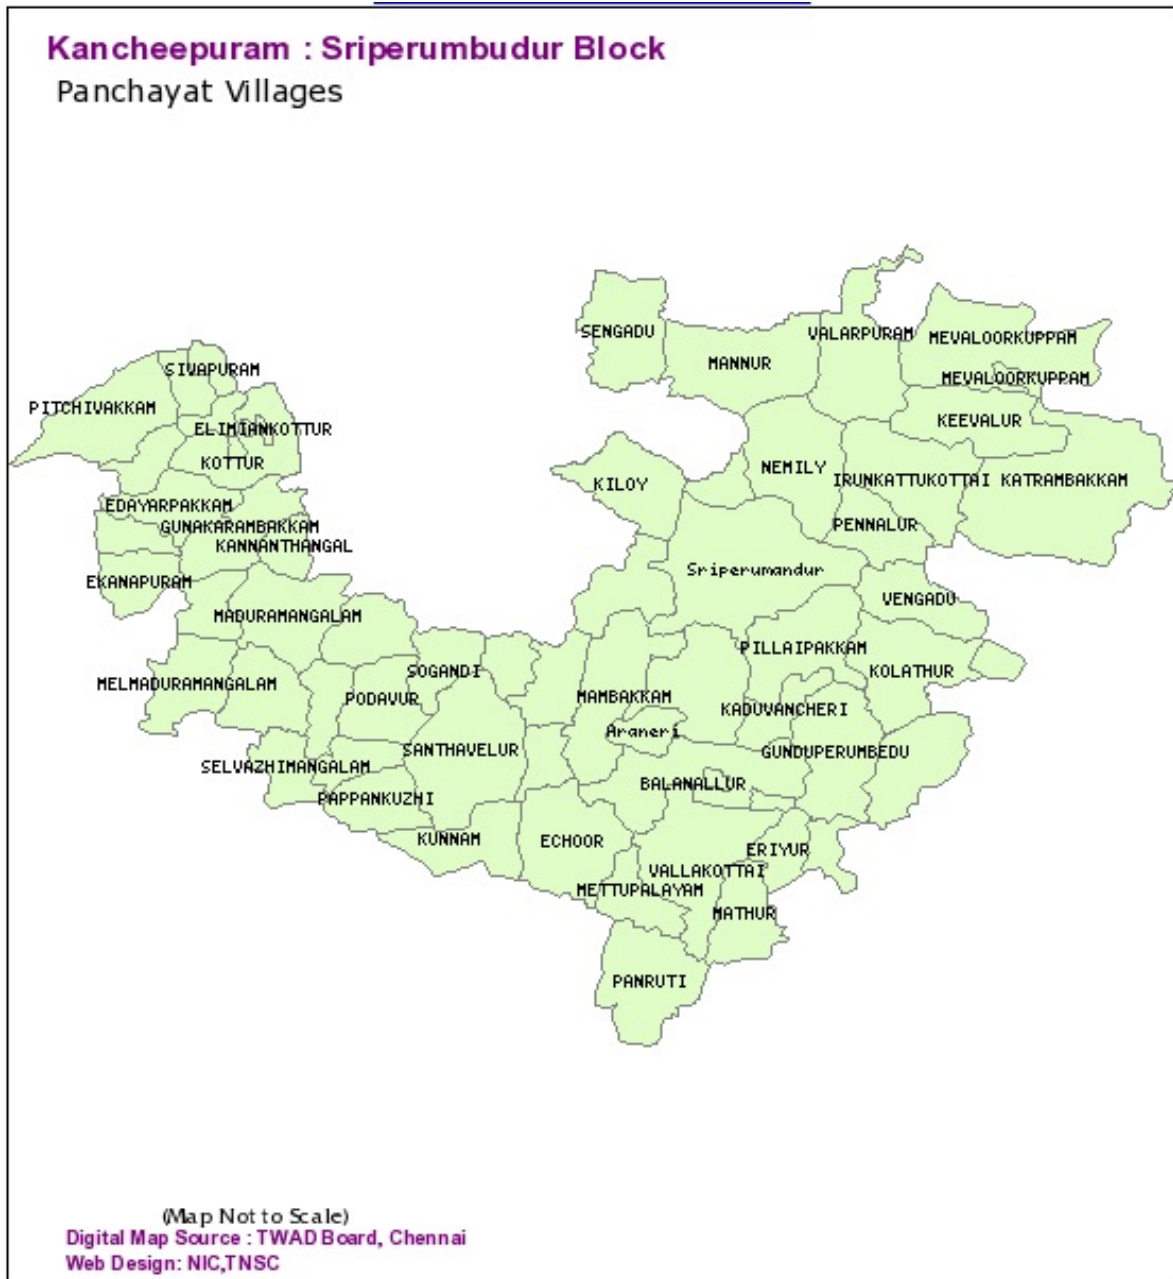 Kancheepuram : Sriperumbudur Block
Panchayat Villages
SENGADU
VALARPURAM
MEVALOORKUPPAM
MANNUR
SIVAPURAM
MEVALOORKUPPAM
PITCHIVAKKAM
KEEVALUR
ELIMIANKOTTUR
KOTTUR
NEMILY
KILOY
IRUNKATTUKOTTAI
KATRAMBAKKAM
EDAYARPAKKAM
GUNAKARAMBAKKAM
PENNALUR
KANNANTHANGAL
Sriperumandur
EKANAPURAM
VENGADU
MADURAMANGALAM
PILLAIPAKKAM
SOGANDI
KOLATHUR
MELMADURAMANGALAM
PODAVUR
MAMBAKKAM
KADUVANCHERI
Araneri
SANTHAVELUR
GUNDUPERUMBEDU
SELVAZHIMANGALAM
BALANALLUR
PAPPANKUZHI
KUNNAM
ECHOOR
ERIYUR
VALLAKOTTAI
METTUPALAYAM
MATHUR
PANRUTI
(Map Not to Scale)
Digital Map Source : TWAD Board, Chennai
Web Design: NIC,TNSC